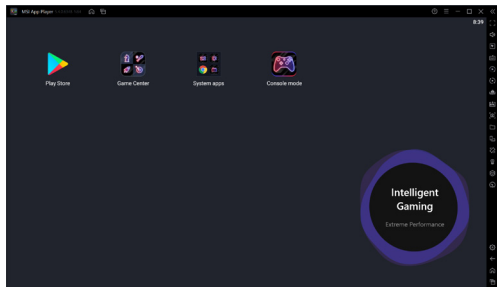 MSI App Player
8:39
Play Store
Game Center
System apps
Console mode
Intelligent
Gaming
Extreme Performance